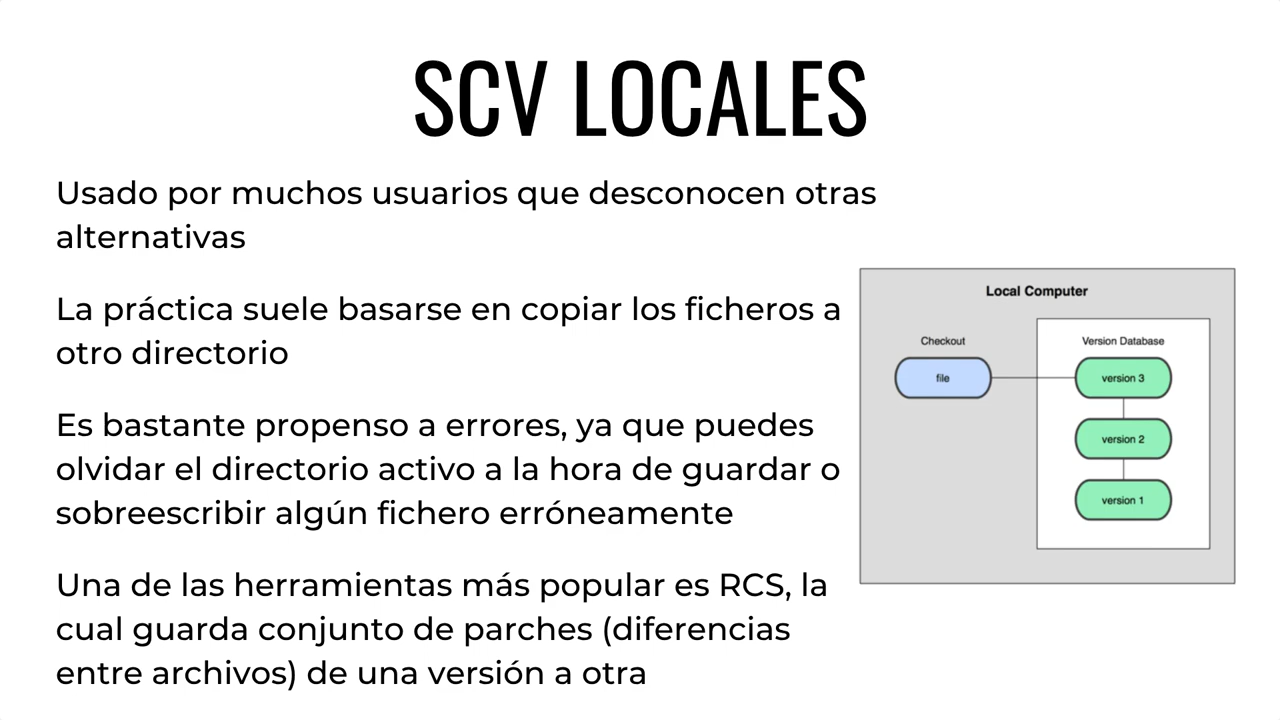 SCV LOCALES
Usado por muchos usuarios que desconocen otras
alternativas
La práctica suele basarse en copiar los ficheros a
otro directorio
Es bastante propenso a errores, ya que puedes
olvidar el directorio activo a la hora de guardar o
sobreescribir algún fichero erróneamente
Una de las herramientas más popular es RCS, la
cual guarda conjunto de parches (diferencias
entre archivos) de una versión a otra
Local Computer
Checkout
file
Version Database
version 3
version 2
version 1